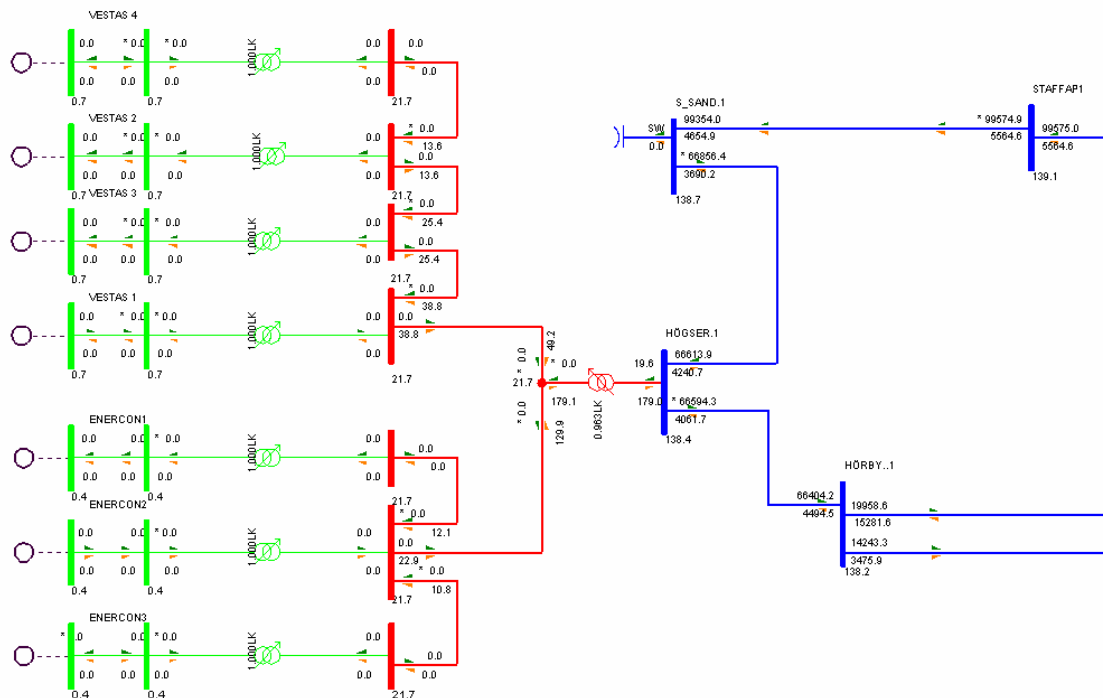 VESTAS 4
0.0 * 0.0 * 0.0 1.000LK 0.0 0.0
0.0 0.0 0.0 0.0 0.0
0.7 0.7 21.7
VESTAS 2
0.0 * 0.0 1.000LK 0.0 * 0.0
13.6
0.0
0.0 0.0 0.0 0.0 13.6
0.7 0.7 21.7
VESTAS 3
0.0 * 0.0 * 0.0 1.000LK 0.0 * 0.0
25.4
0.0
0.0 0.0 0.0 0.0 25.4
0.7 0.7 21.7
VESTAS 1
0.0 * 0.0 * 0.0 1.000LK 0.0 * 0.0
38.8
0.0
38.8
0.0 0.0 0.0 0.0
0.7 0.7 21.7
* 0.0 49.2
* 0.0
21.7
179.1
* 0.0 129.9
0.963LK
19.6
179.0
ENERCON1
0.0 0.0 * 0.0 1.000LK 0.0 0.0
0.0 0.0 0.0 0.0 0.0
0.4 0.4 21.7
ENERCON2
0.0 0.0 * 0.0 1.000LK 0.0 * 0.0
12.1
0.0
22.9
* 0.0
0.0 0.0 0.0 0.0 10.8
0.4 0.4 21.7
ENERCON3
* 0.0 0.0 * 0.0 1.000LK 0.0 0.0
0.0 0.0 0.0 0.0 0.0
0.4 0.4 21.7
S_SAND.1
SW
0.0
99354.0
4654.9
* 66856.4
3690.2
138.7
STAFFAP1
* 99574.9
5564.6
99575.0
5564.6
139.1
HÖGSER.1
66613.9
4240.7
* 66594.3
4061.7
138.4
HÖRBY..1
66404.2
4494.5
19958.6
15281.6
14243.3
3475.9
138.2